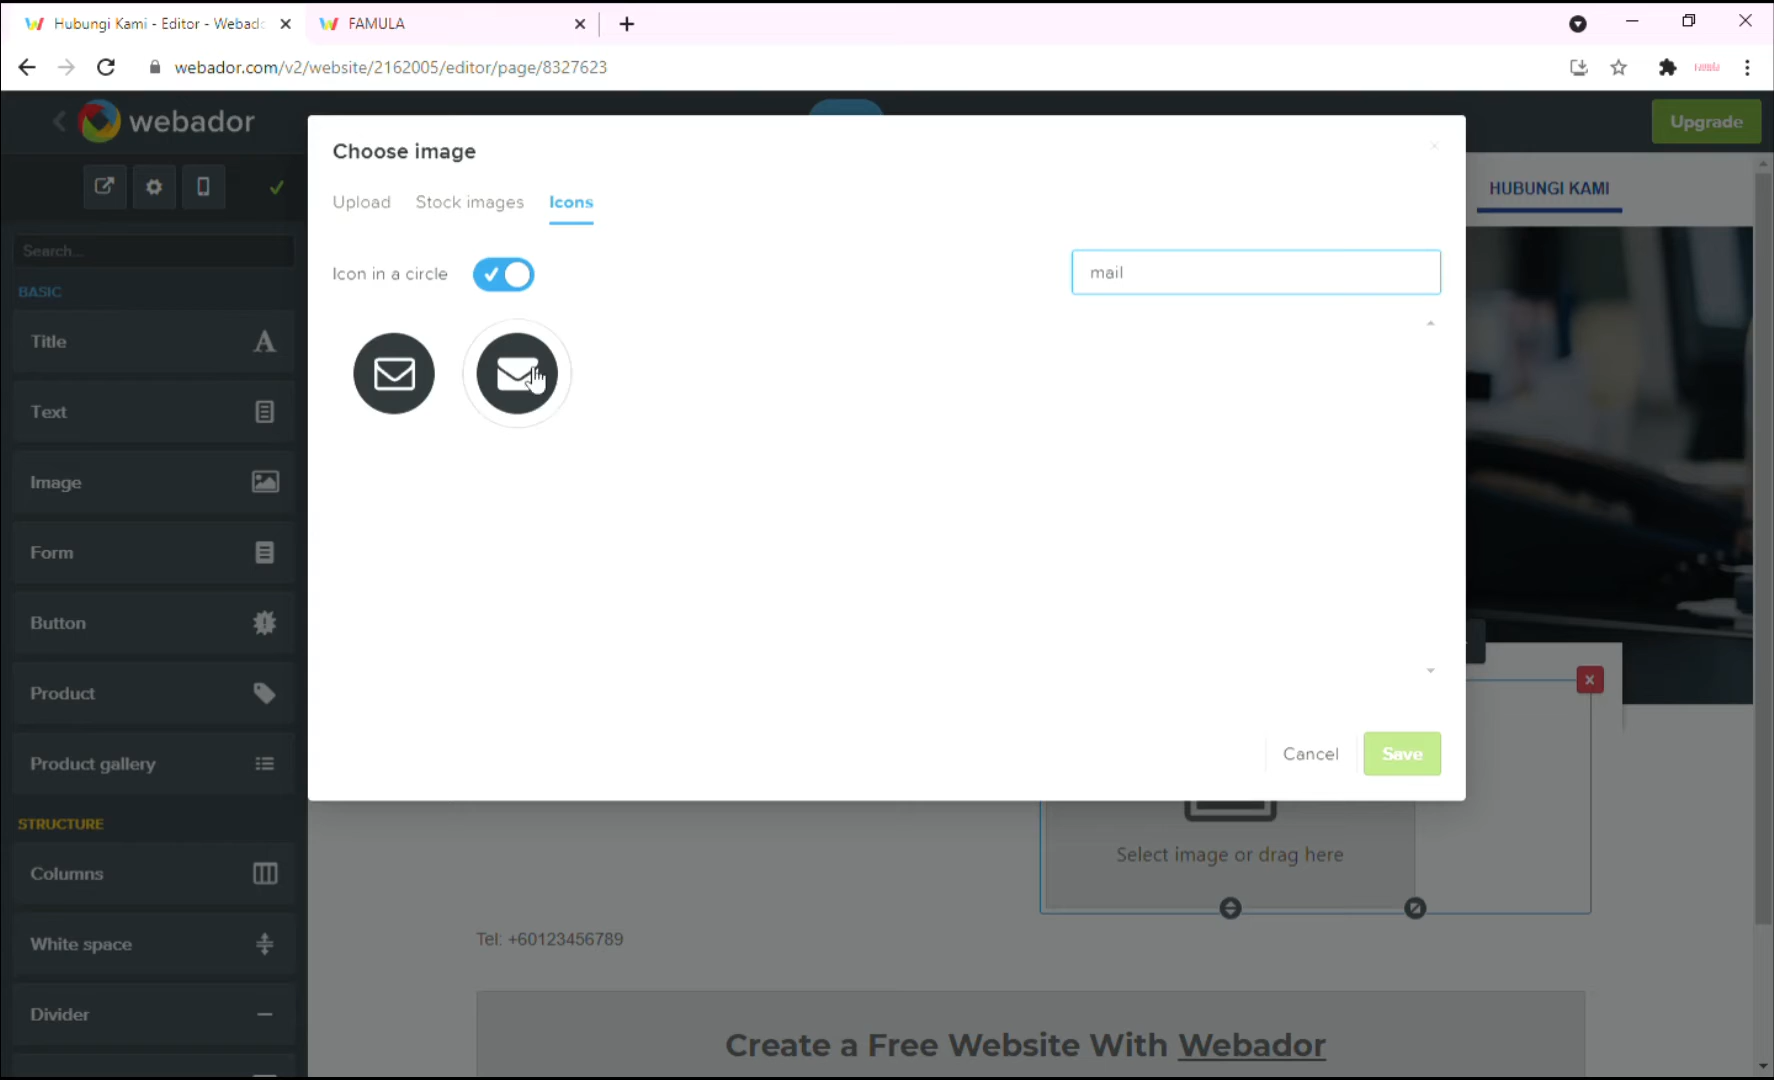 Hubungi Kami - Editor - Webado
FAMULA
webador.com/v2/website/2162005/editor/page/8327623
webador
Upgrade
Choose image
HUBUNGI KAMI
Upload Stock images Icons
Search...
Icon in a circle
mail
BASIC
Title
Text
Image
Form
Button
Product
Product gallery
Cancel Save
STRUCTURE
Columns
Select image or drag here
White space
Tel: +60123456789
Divider
Create a Free Website With Webador